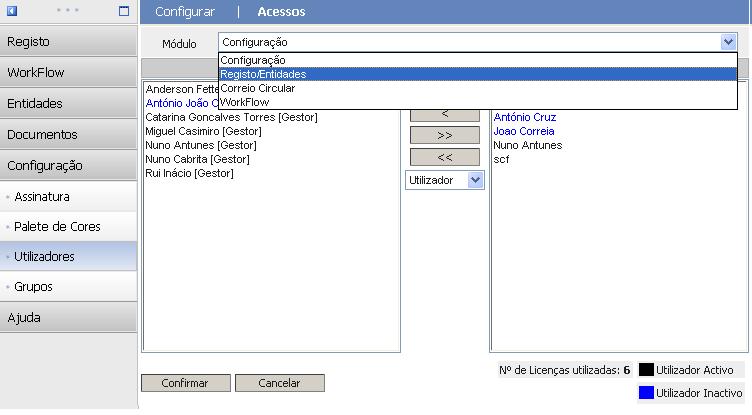 Configurar | Acessos
Registo
WorkFlow
Entidades
Documentos
Configuração
Assinatura
Palete de Cores
Utilizadores
Grupos
Ajuda
Módulo Configuração
Configuração
Registo/Entidades
Correio Circular
WorkFlow
Anderson
António João
Catarina Goncalves Torres [Gestor]
Miguel Casimiro [Gestor]
Nuno Antunes [Gestor]
Nuno Cabrita [Gestor]
Rui Inácio [Gestor]
<
>>
<<
Utilizador
António Cruz
Joao Correia
Nuno Antunes
scf
Confirmar Cancelar
Nº de Licenças utilizadas: 6
Utilizador Activo
Utilizador Inactivo